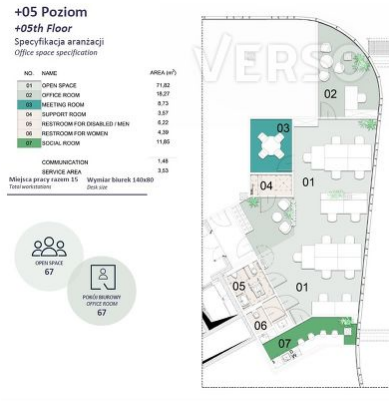 +05 Poziom
+05th Floor
Specyfikacja aranżacji
Office space specification
NO. NAME AREA (m²)
01 OPEN SPACE 71,82
02 OFFICE ROOM 15,27
03 MEETING ROOM 8,73
04 SUPPORT ROOM 3,57
05 RESTROOM FOR DISABLED / MEN 6,22
06 RESTROOM FOR WOMEN 4,39
07 SOCIAL ROOM 11,85
COMMUNICATION 1,48
SERVICE AREA 3,53
Miejsca pracy razem 15 Wymiar biurek 140x80
Total workstations Desk size
OPEN SPACE
67
POKÓJ BIUROWY
OFFICE ROOM
67
VERSO
02
03
04
01
05
01
06
07